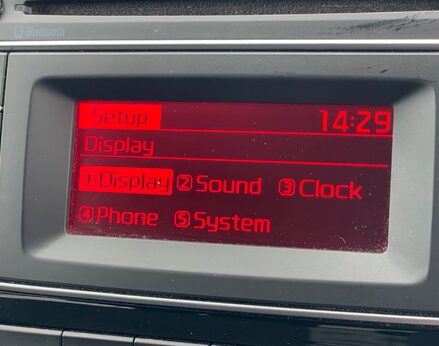 Bluetooth
Setup 14:29
Display
① Display ② Sound ③ Clock
④ Phone ⑤ System